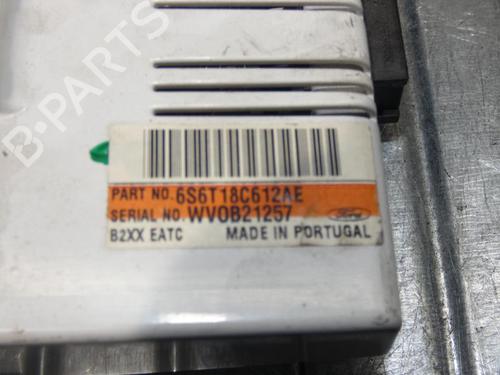 B-PARTS
PART NO. 6S6T18C612AE
SERIAL NO. WV0B21257
Ford
B2XX EATC MADE IN PORTUGAL